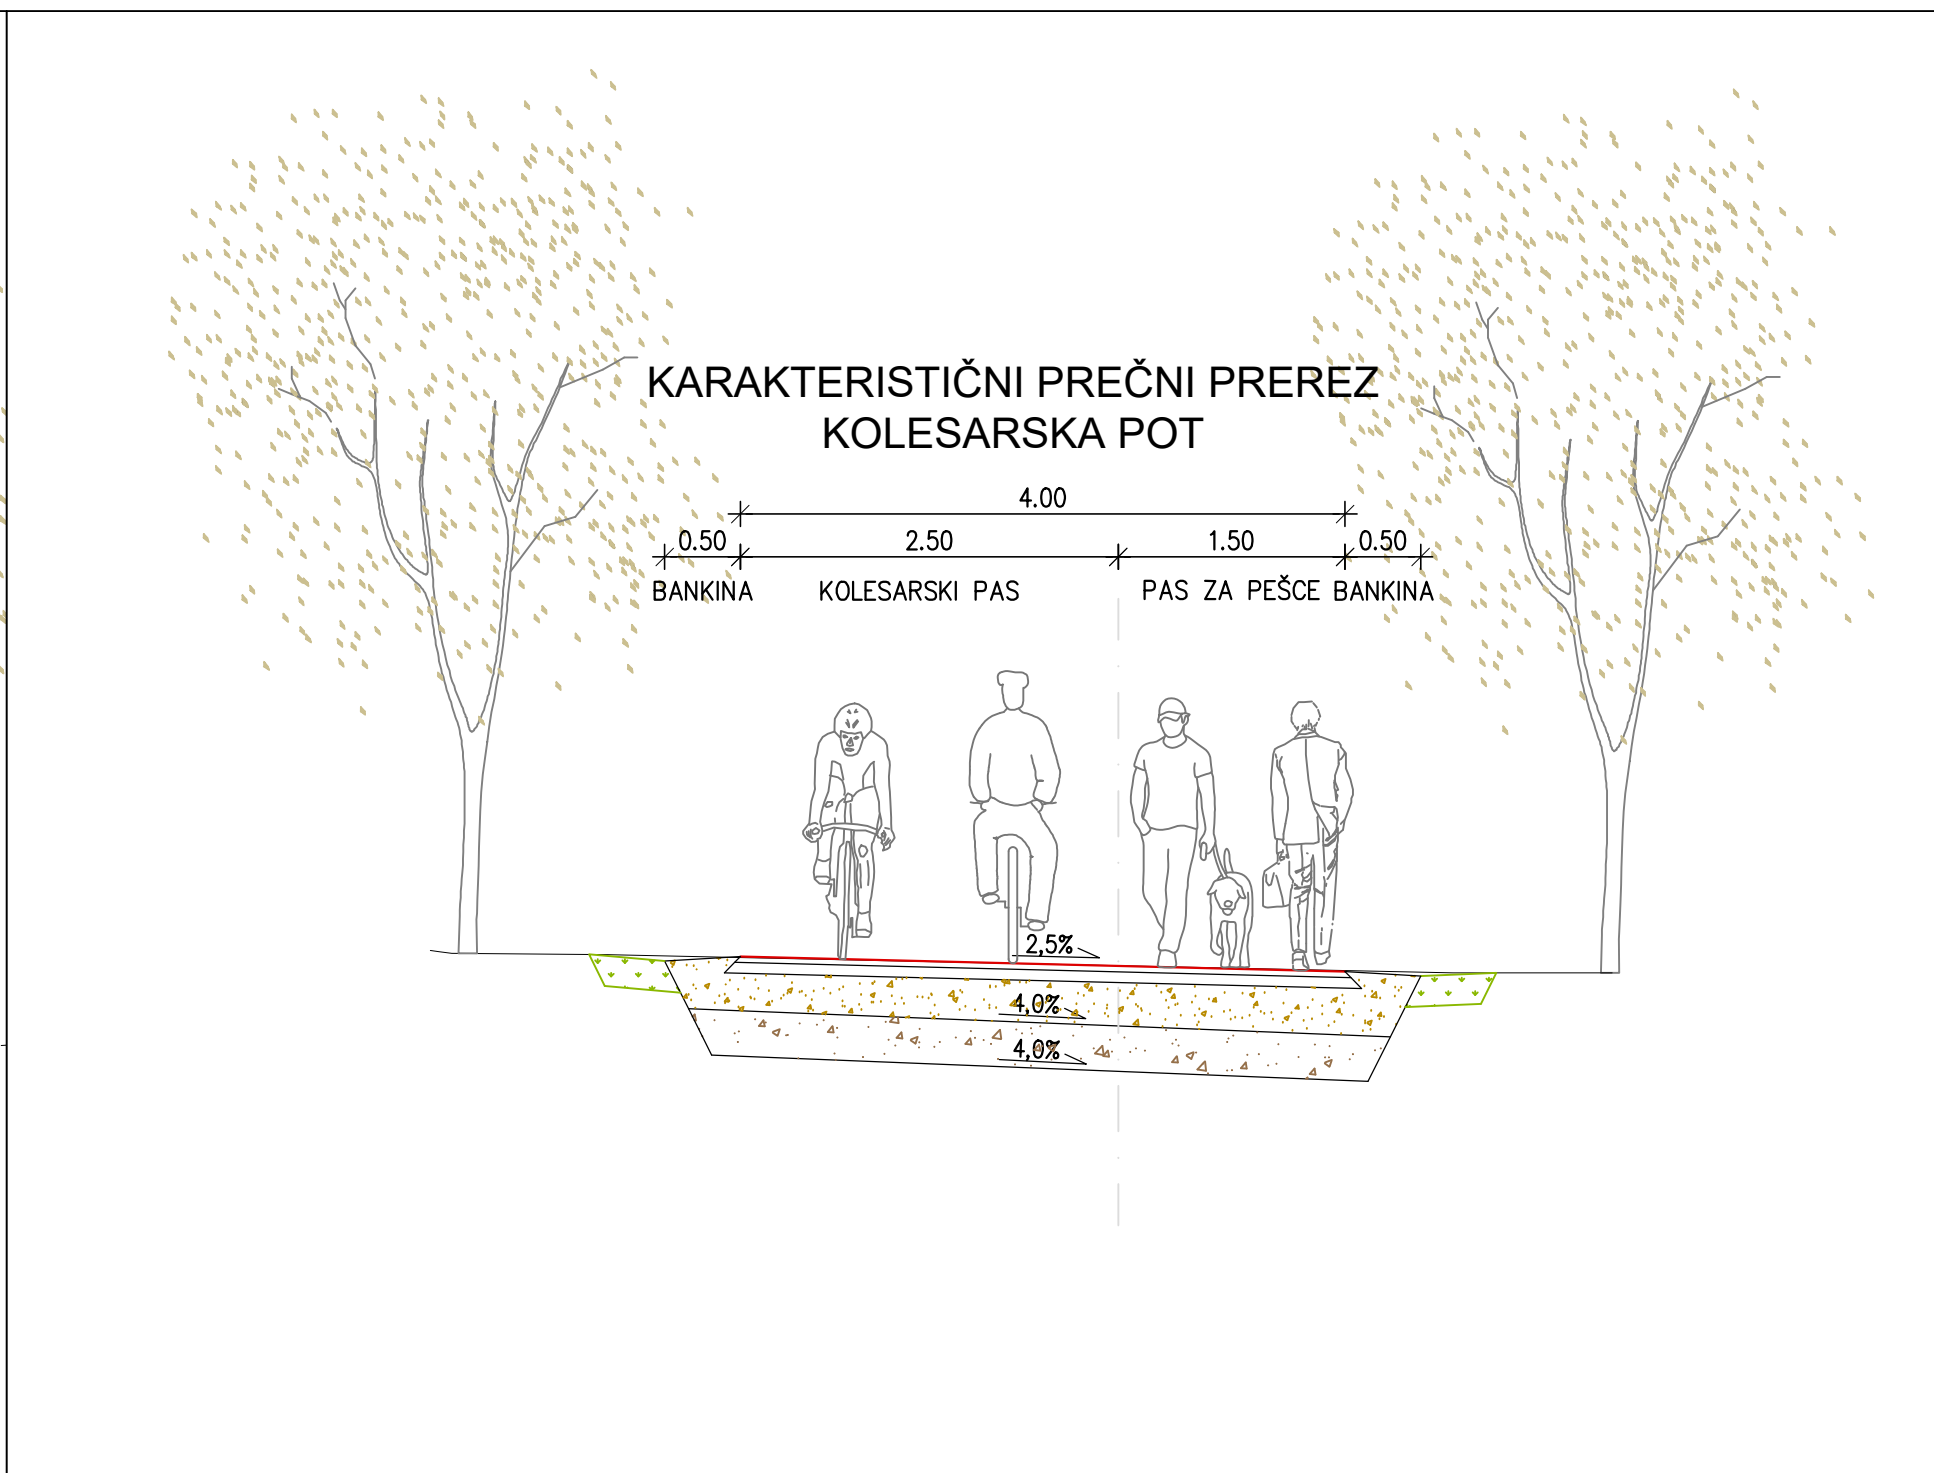 KARAKTERISTIČNI PREČNI PREREZ
KOLESARSKA POT
4.00
0.50 2.50 1.50 0.50
BANKINA KOLESARSKI PAS PAS ZA PEŠCE BANKINA
2,5%
4,0%
4,0%